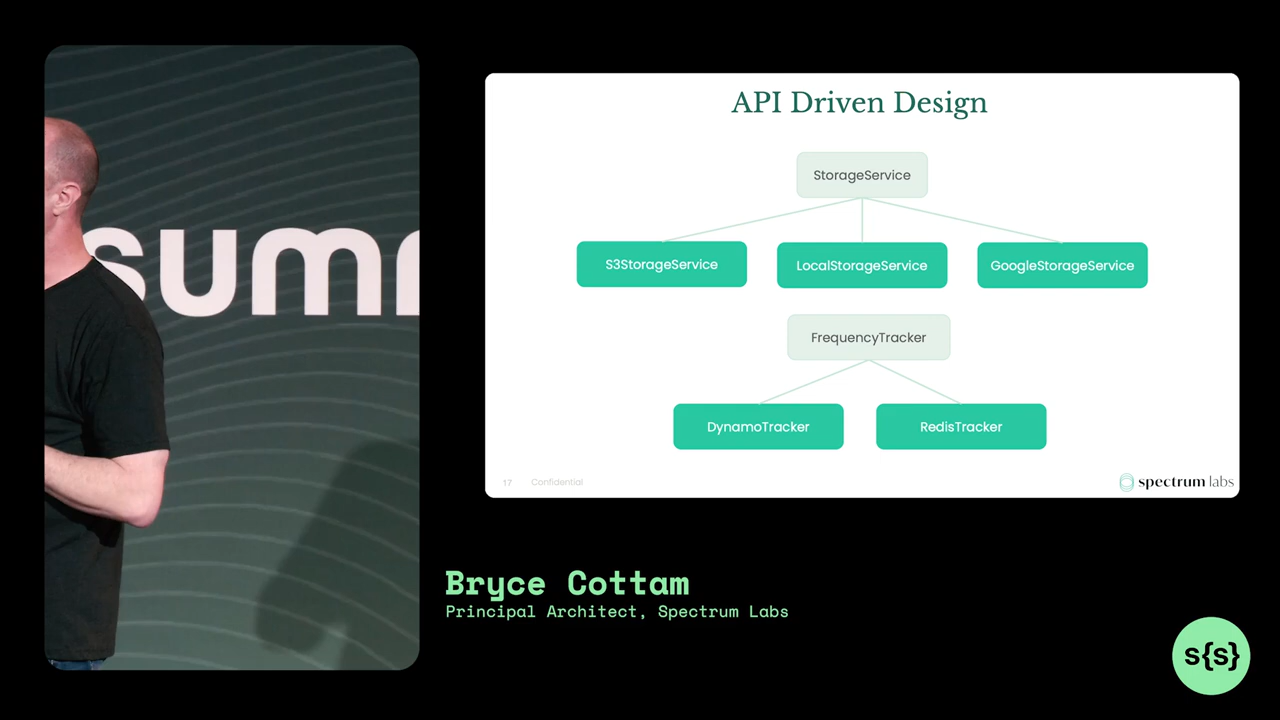 summ
API Driven Design
StorageService
S3StorageService
LocalStorageService
GoogleStorageService
FrequencyTracker
DynamoTracker
RedisTracker
17
Confidential
spectrum labs
Bryce Cottam
Principal Architect, Spectrum Labs
s{s}